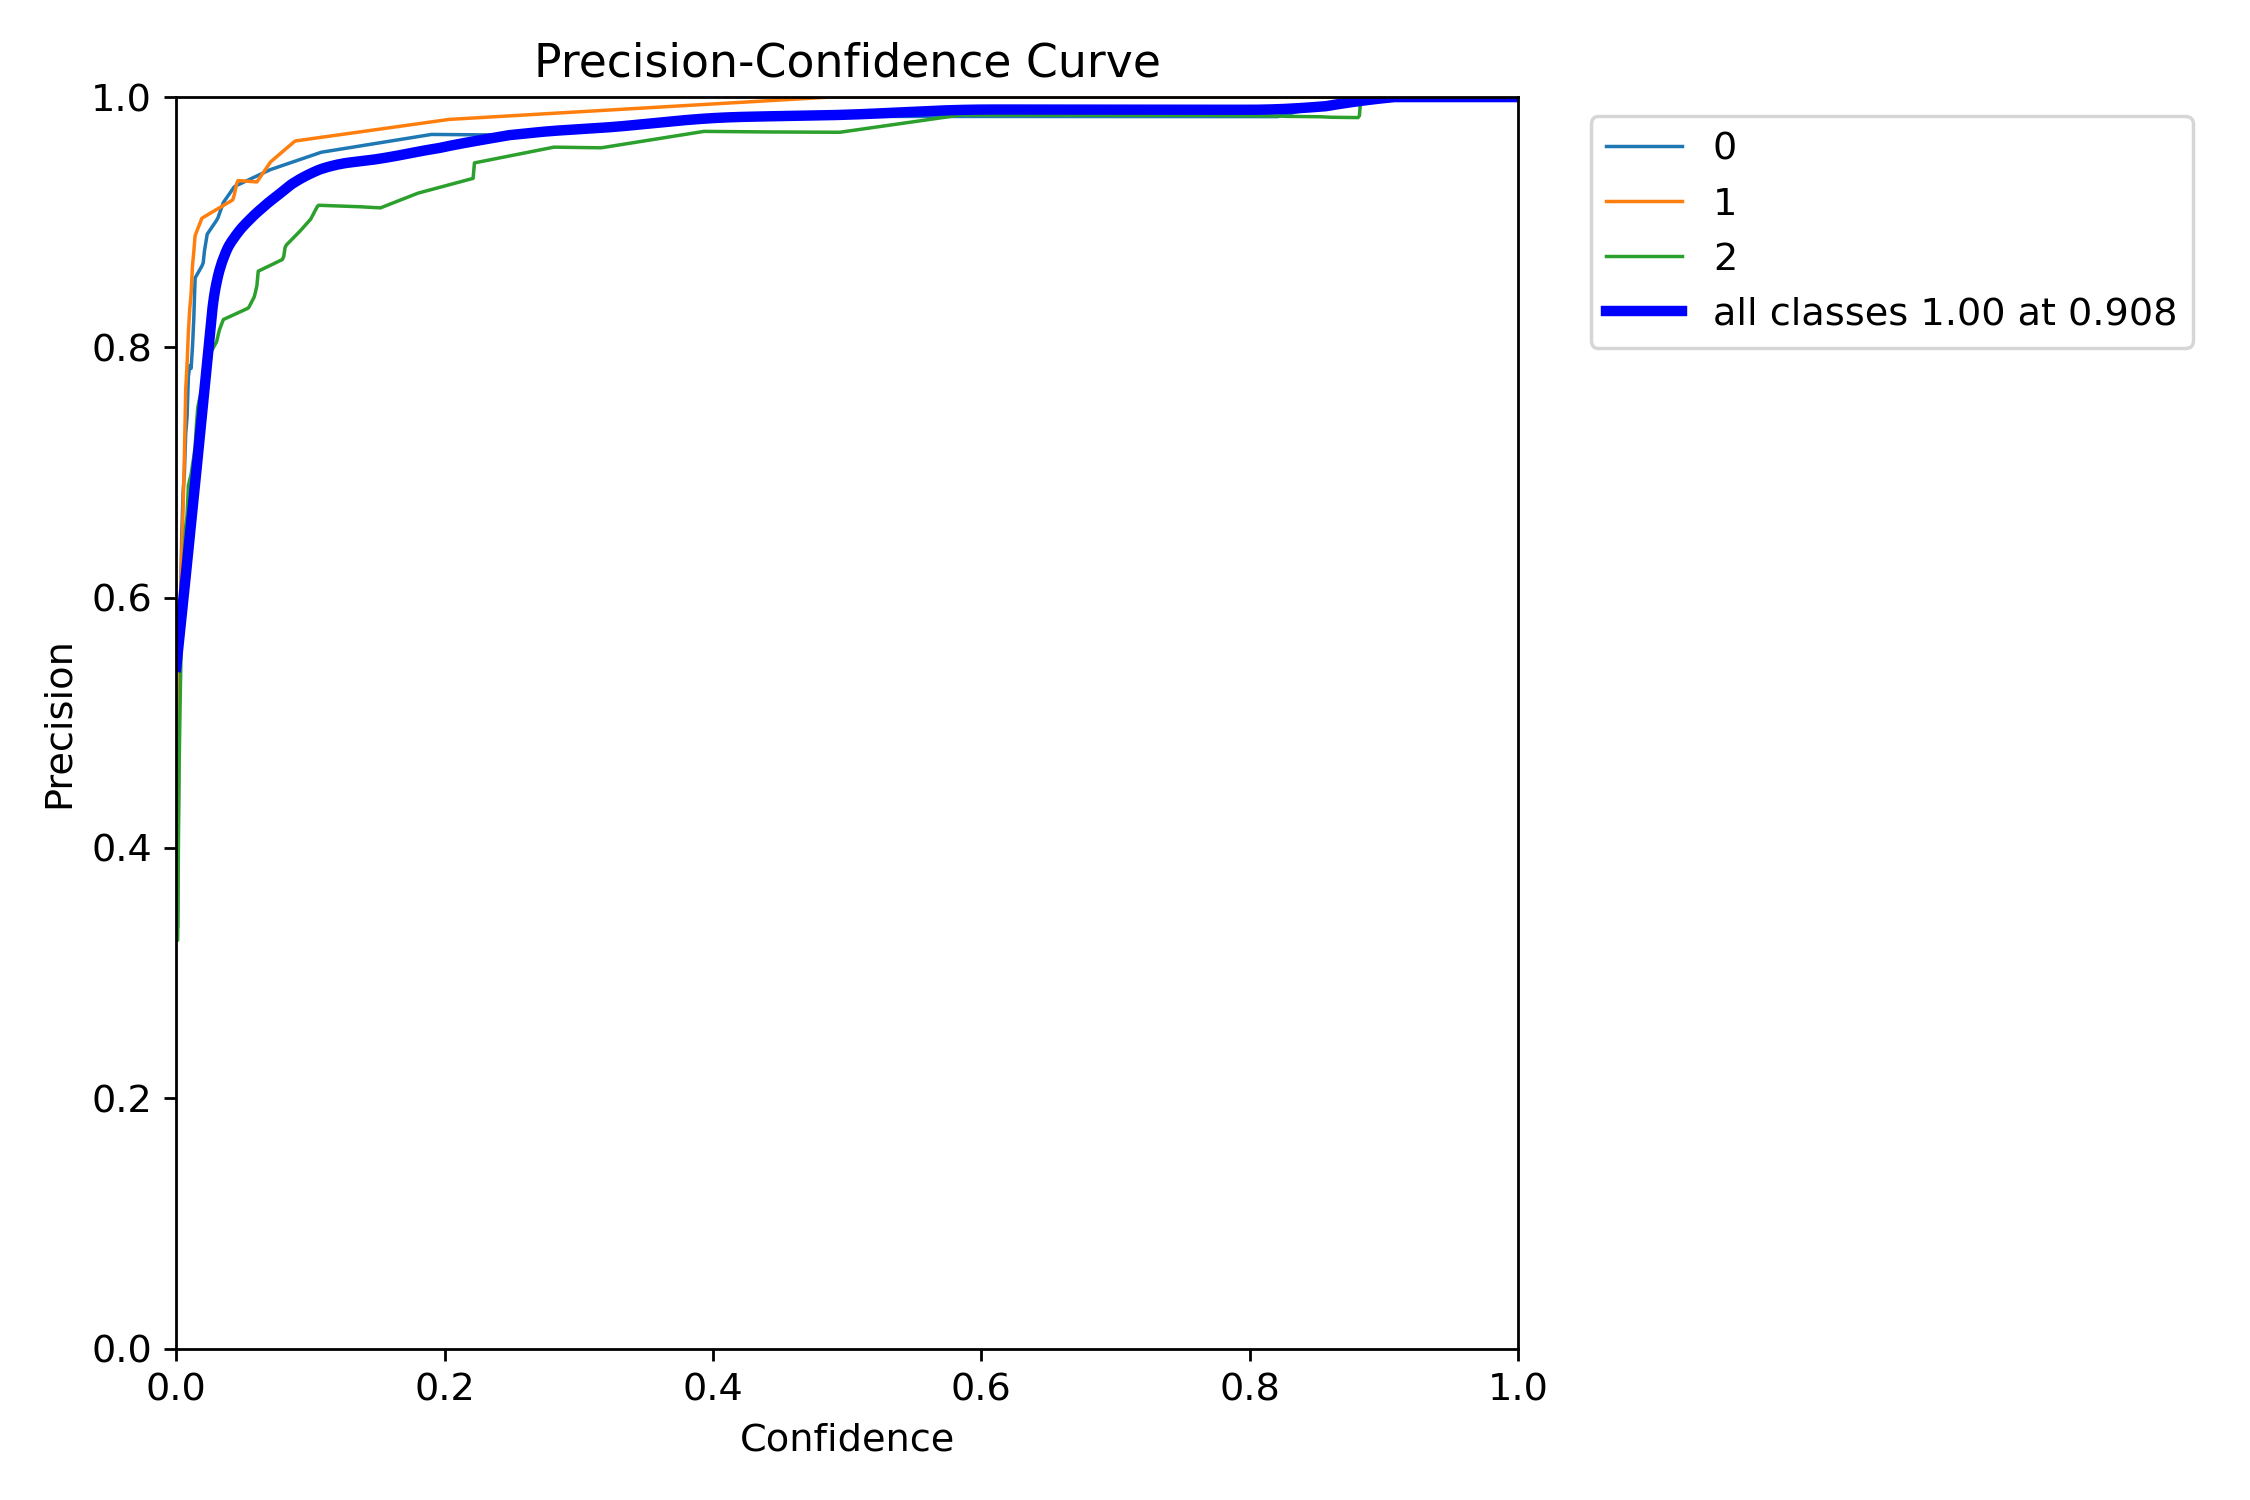 Precision-Confidence Curve
1.0
0.8
0.6
0.4
0.2
0.0
Precision
0.0 0.2 0.4 0.6 0.8 1.0
Confidence
0
1
2
all classes 1.00 at 0.908